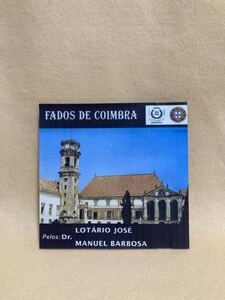 FADOS DE COIMBRA
LOTÁRIO JOSÉ
Pelos: Dr.
MANUEL BARBOSA